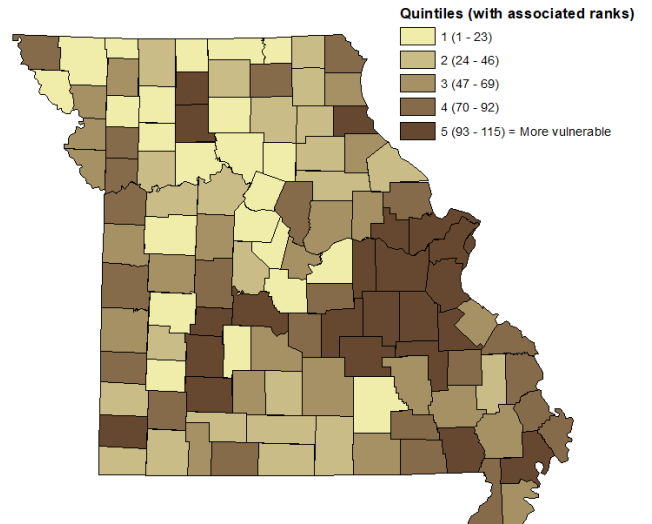 Quintiles (with associated ranks)
1 (1 - 23)
2 (24 - 46)
3 (47 - 69)
4 (70 - 92)
5 (93 - 115) = More vulnerable